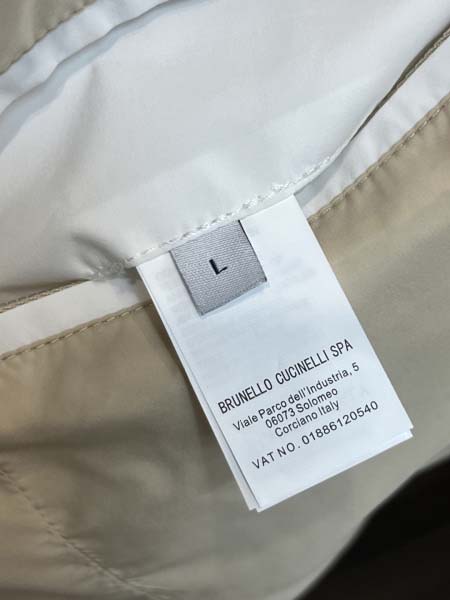 L
BRUNELLO CUCINELLI SPA
Viale Parco dell'Industria, 5
06073 Solomeo
Corciano Italy
VAT NO. 01886120540